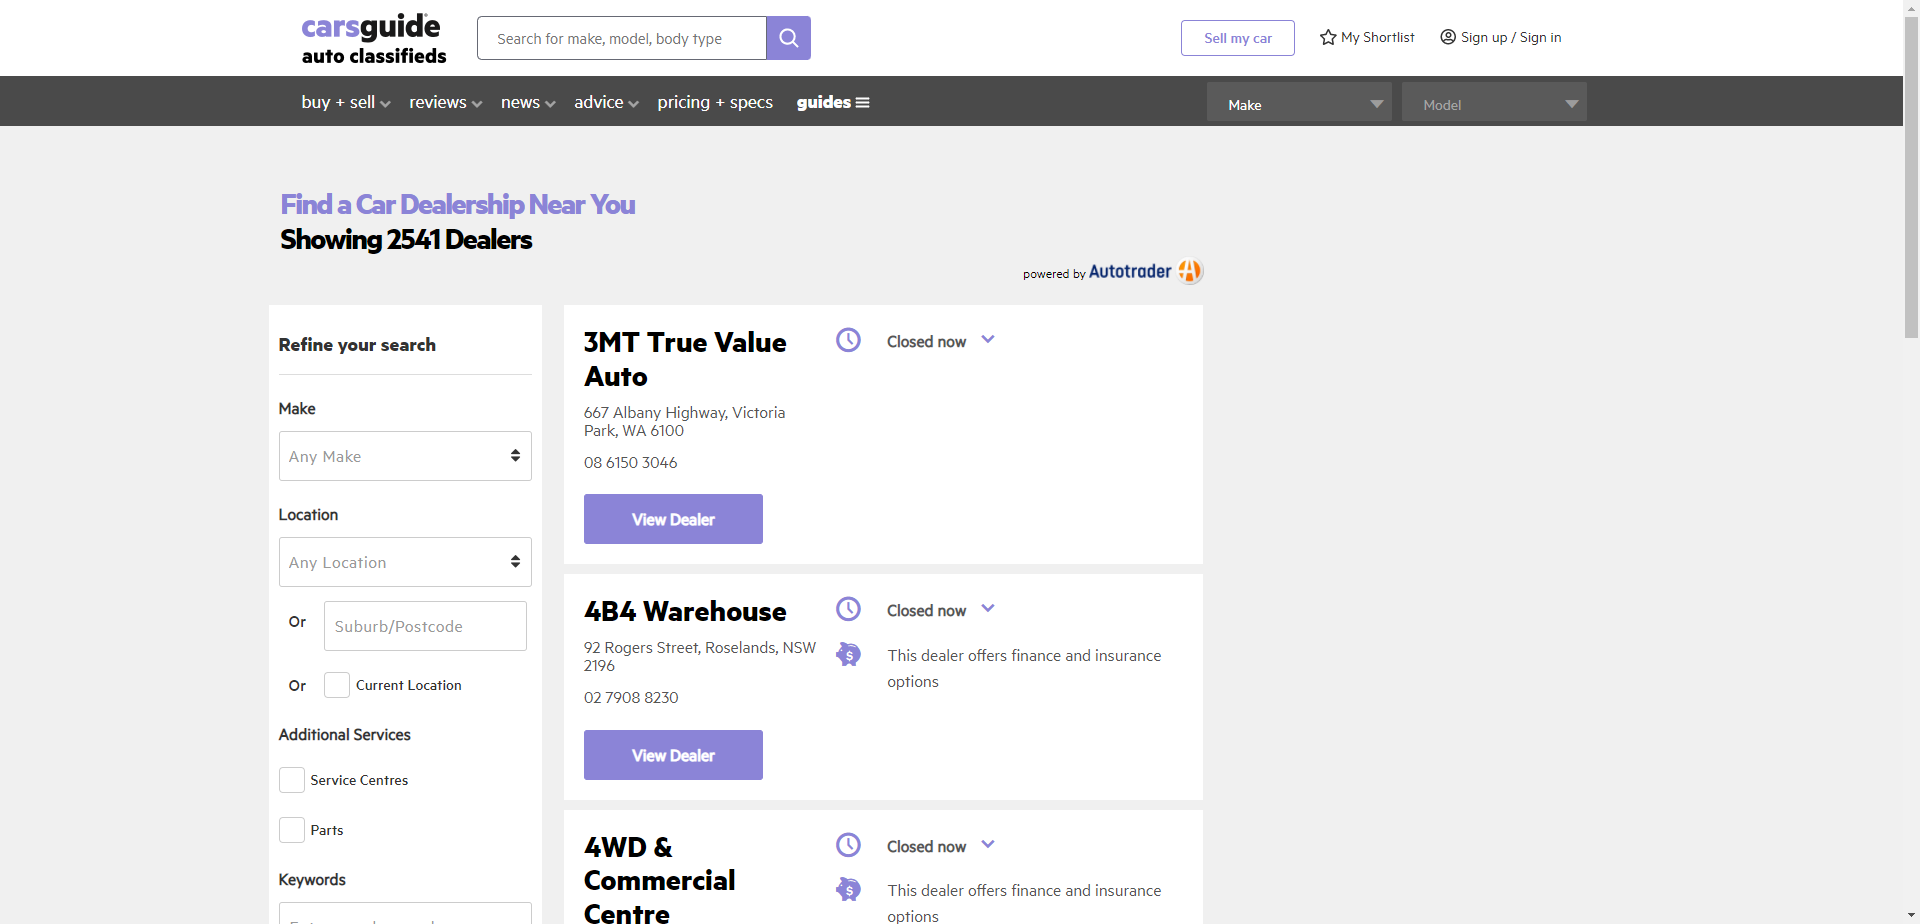 carsguide
auto classifieds
Search for make, model, body type
Sell my car
My Shortlist
Sign up / Sign in
buy + sell
reviews
news
advice
pricing + specs
guides
Make
Model
Find a Car Dealership Near You
Showing 2541 Dealers
powered by Autotrader
Refine your search
Make
Any Make
Location
Any Location
Or
Suburb/Postcode
Or
Current Location
Additional Services
Service Centres
Parts
Keywords
3MT True Value
Auto
667 Albany Highway, Victoria
Park, WA 6100
08 6150 3046
View Dealer
Closed now
4B4 Warehouse
92 Rogers Street, Roselands, NSW
2196
02 7908 8230
View Dealer
Closed now
This dealer offers finance and insurance
options
4WD &
Commercial
Centre
Closed now
This dealer offers finance and insurance
options